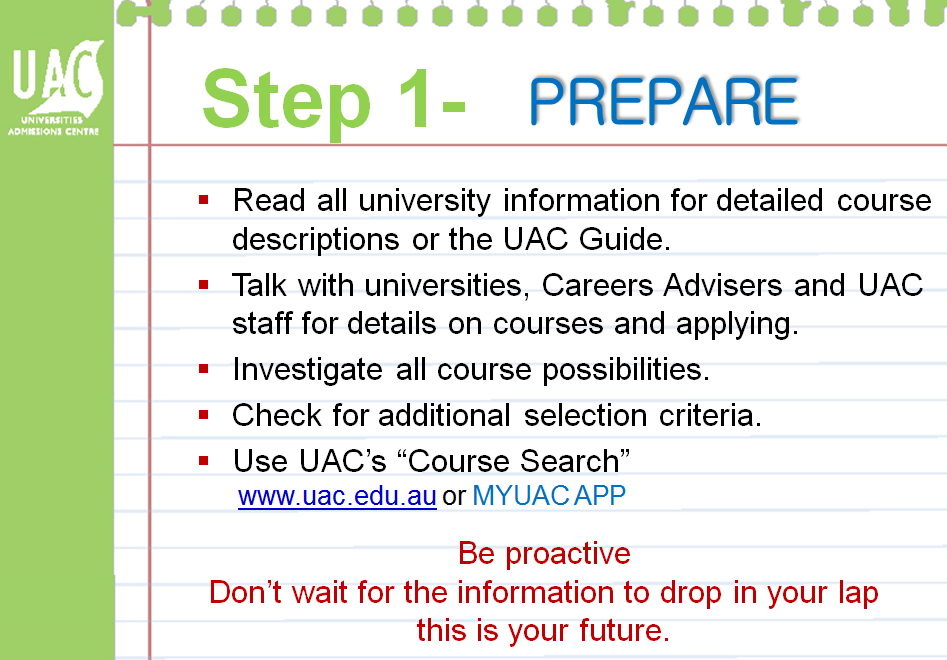 UAC
UNIVERSITIES
ADMISSIONS CENTRE
Step 1- PREPARE
▪ Read all university information for detailed course
descriptions or the UAC Guide.
▪ Talk with universities, Careers Advisers and UAC
staff for details on courses and applying.
▪ Investigate all course possibilities.
▪ Check for additional selection criteria.
▪ Use UAC’s “Course Search”
www.uac.edu.au or MYUAC APP
Be proactive
Don’t wait for the information to drop in your lap
this is your future.